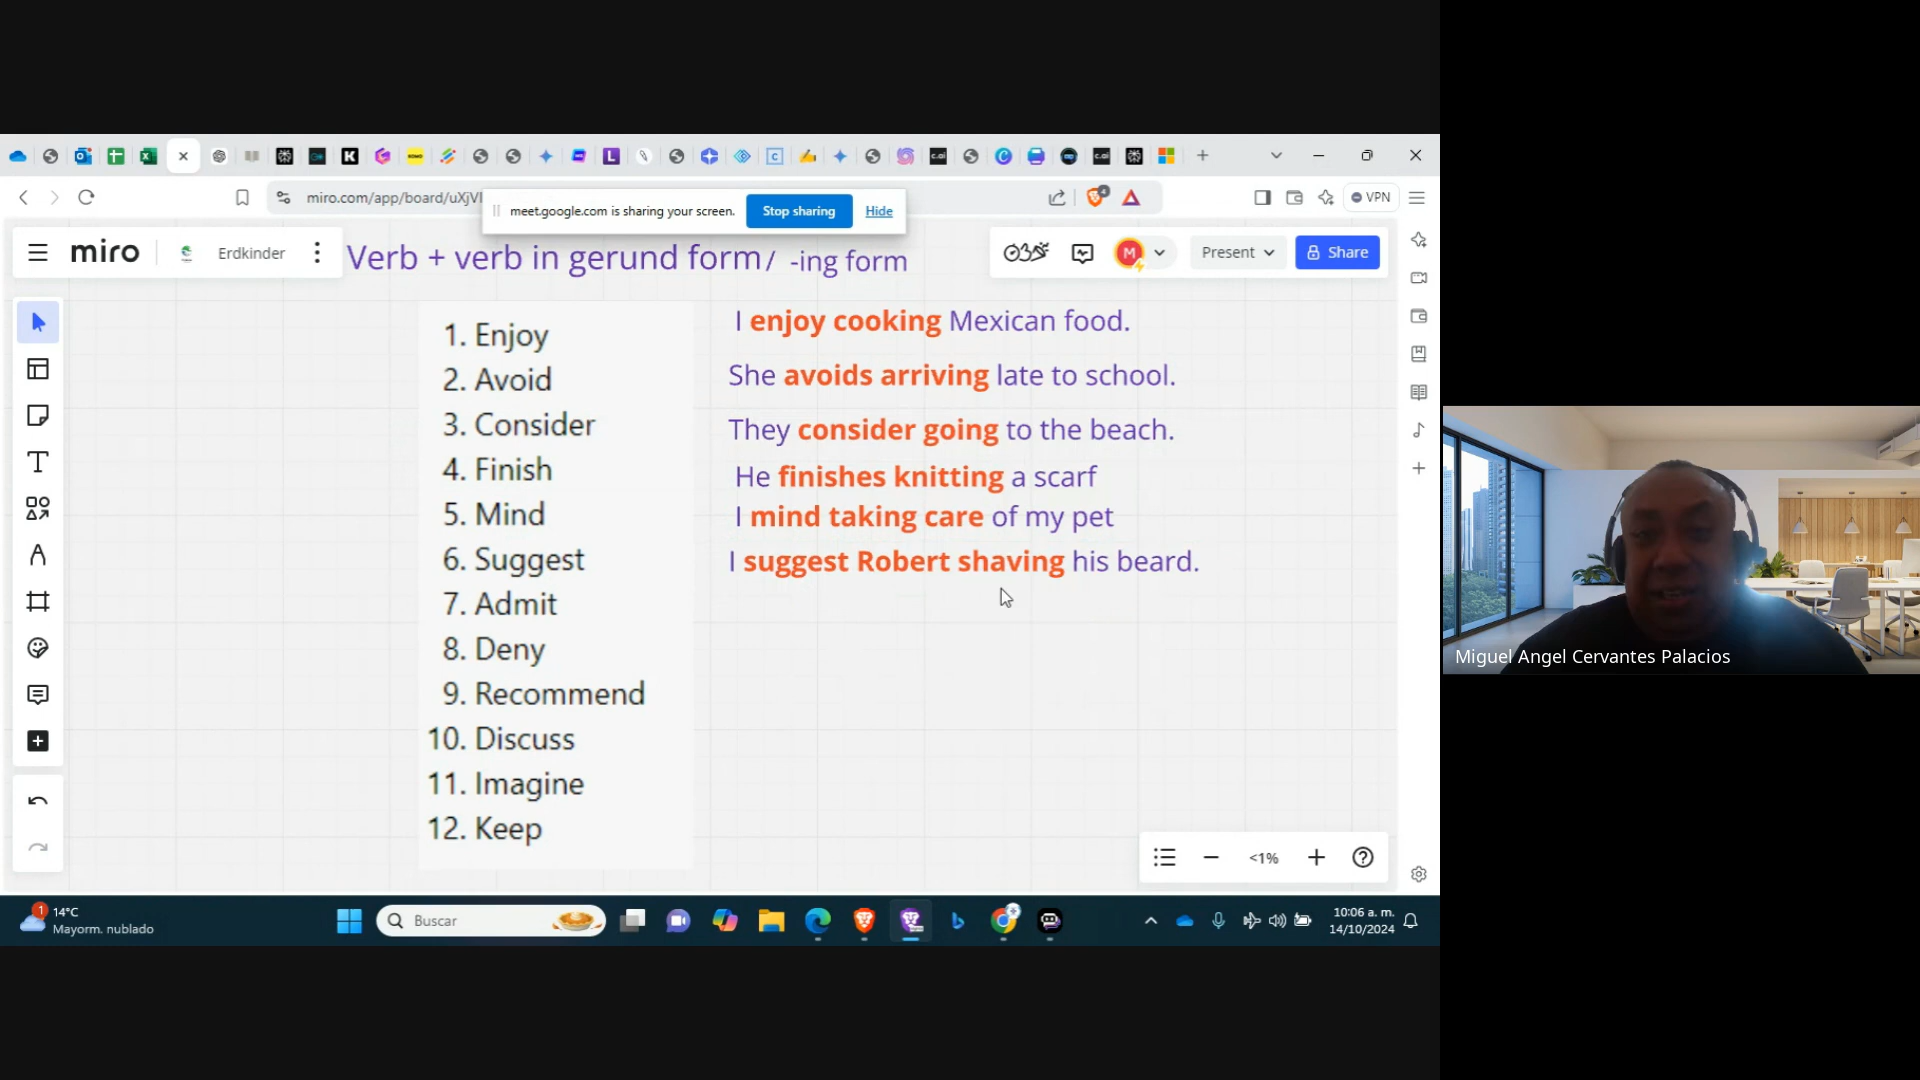 miro.com/app/board/uXjVl
meet.google.com is sharing your screen.
Stop sharing
Hide
VPN
miro
Erdkinder
Verb + verb in gerund form/ -ing form
M
Present
Share
1. Enjoy
2. Avoid
3. Consider
4. Finish
5. Mind
6. Suggest
7. Admit
8. Deny
9. Recommend
10. Discuss
11. Imagine
12. Keep
I enjoy cooking Mexican food.
She avoids arriving late to school.
They consider going to the beach.
He finishes knitting a scarf
I mind taking care of my pet
I suggest Robert shaving his beard.
<1%
1
14°C
Mayorm. nublado
Buscar
10:06 a. m.
14/10/2024
Miguel Angel Cervantes Palacios